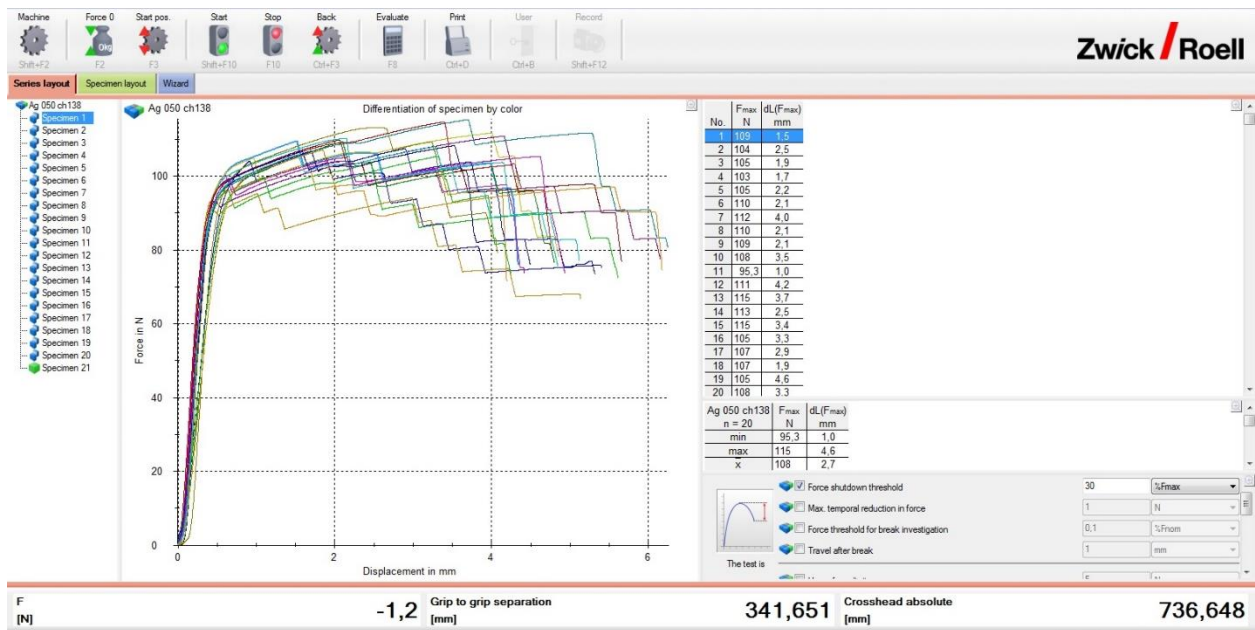 Machine Force 0 Start pos. Start Stop Back Evaluate Print User Record
0kg
Shift+F2 F2 F3 Shift+F10 F10 Ctrl+F3 F8 Ctrl+D Ctrl+B Shift+F12
Zwick / Roell
Series layout Specimen layout Wizard
Ag 050 ch138
Specimen 1
Specimen 2
Specimen 3
Specimen 4
Specimen 5
Specimen 6
Specimen 7
Specimen 8
Specimen 9
Specimen 10
Specimen 11
Specimen 12
Specimen 13
Specimen 14
Specimen 15
Specimen 16
Specimen 17
Specimen 18
Specimen 19
Specimen 20
Specimen 21
Ag 050 ch138 Differentiation of specimen by color
100
80
60
40
20
0
Force in N
0 2 4 6
Displacement in mm
Fmax dL(Fmax)
No. N mm
1 109 1,5
2 104 2,5
3 105 1,9
4 103 1,7
5 105 2,2
6 110 2,1
7 112 4,0
8 110 2,1
9 109 2,1
10 108 3,5
11 95,3 1,0
12 111 4,2
13 115 3,7
14 113 2,5
15 115 3,4
16 105 3,3
17 107 2,9
18 107 1,9
19 105 4,6
20 108 3,3
Ag 050 ch138 Fmax dL(Fmax)
n = 20 N mm
min 95,3 1,0
max 115 4,6
x̄ 108 2,7
Force shutdown threshold 30 %Fmax
Max. temporal reduction in force 1 N
Force threshold for break investigation 0,1 %Fnom
Travel after break 1 mm
The test is
F
[N] -1,2
Grip to grip separation
[mm] 341,651
Crosshead absolute
[mm] 736,648